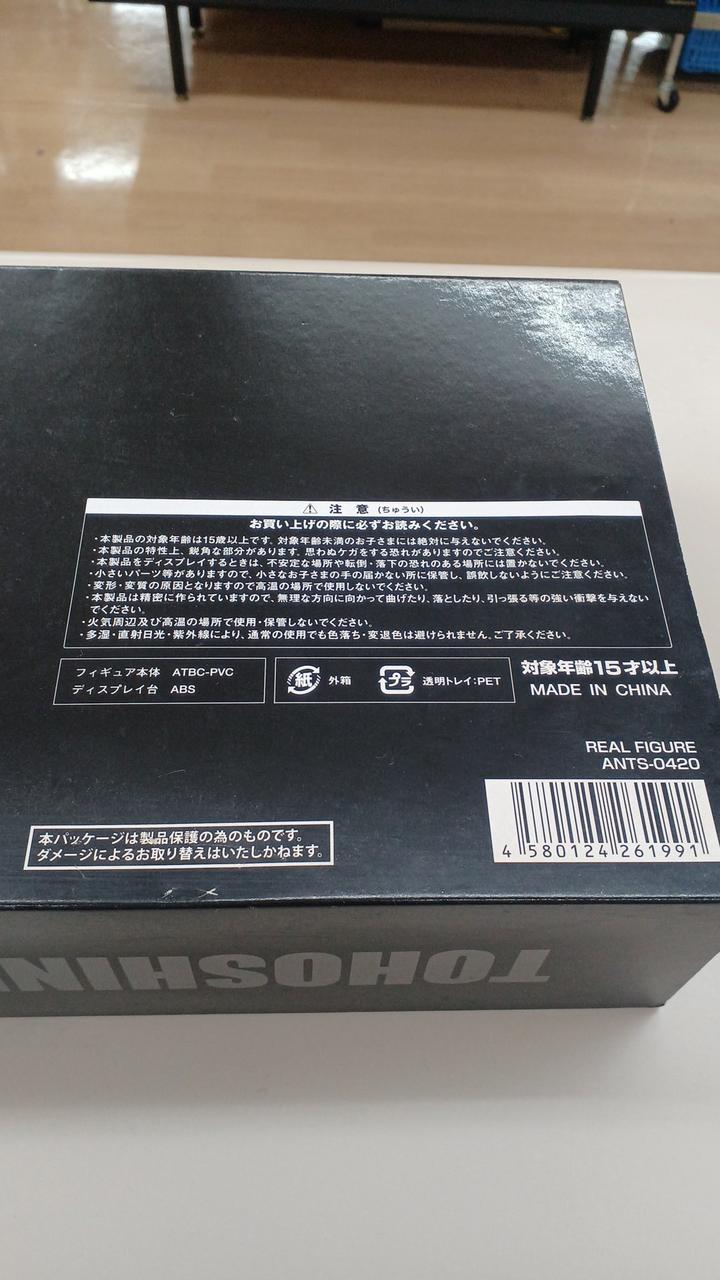 ⚠ 注 意 (ちゅうい)
お買い上げの際に必ずお読みください。
・本製品の対象年齢は15歳以上です。対象年齢未満のお子さまには絶対に与えないでください。
・本製品の特性上、鋭角な部分があります。思わぬケガをする恐れがありますのでご注意ください。
・本製品をディスプレイするときは、不安定な場所や転倒・落下の恐れのある場所には置かないでください。
・小さいパーツ等がありますので、小さなお子さまの手の届かない所に保管し、誤飲しないようにご注意ください。
・変形・変質の原因となりますので高温の場所で使用しないでください。
・本製品は精密に作られていますので、無理な方向に向かって曲げたり、落としたり、引っ張る等の強い衝撃を与えない
でください。
・火気周辺及び高温の場所で使用・保管しないでください。
・多湿・直射日光・紫外線により、通常の使用でも色落ち・変退色は避けられません。ご了承ください。
フィギュア本体 ATBC-PVC
ディスプレイ台 ABS
紙 外箱 プラ 透明トレイ:PET
対象年齢15才以上
MADE IN CHINA
REAL FIGURE
ANTS-0420
4 580124 261991
本パッケージは製品保護の為のものです。
ダメージによるお取り替えはいたしかねます。
TOHOSHIN